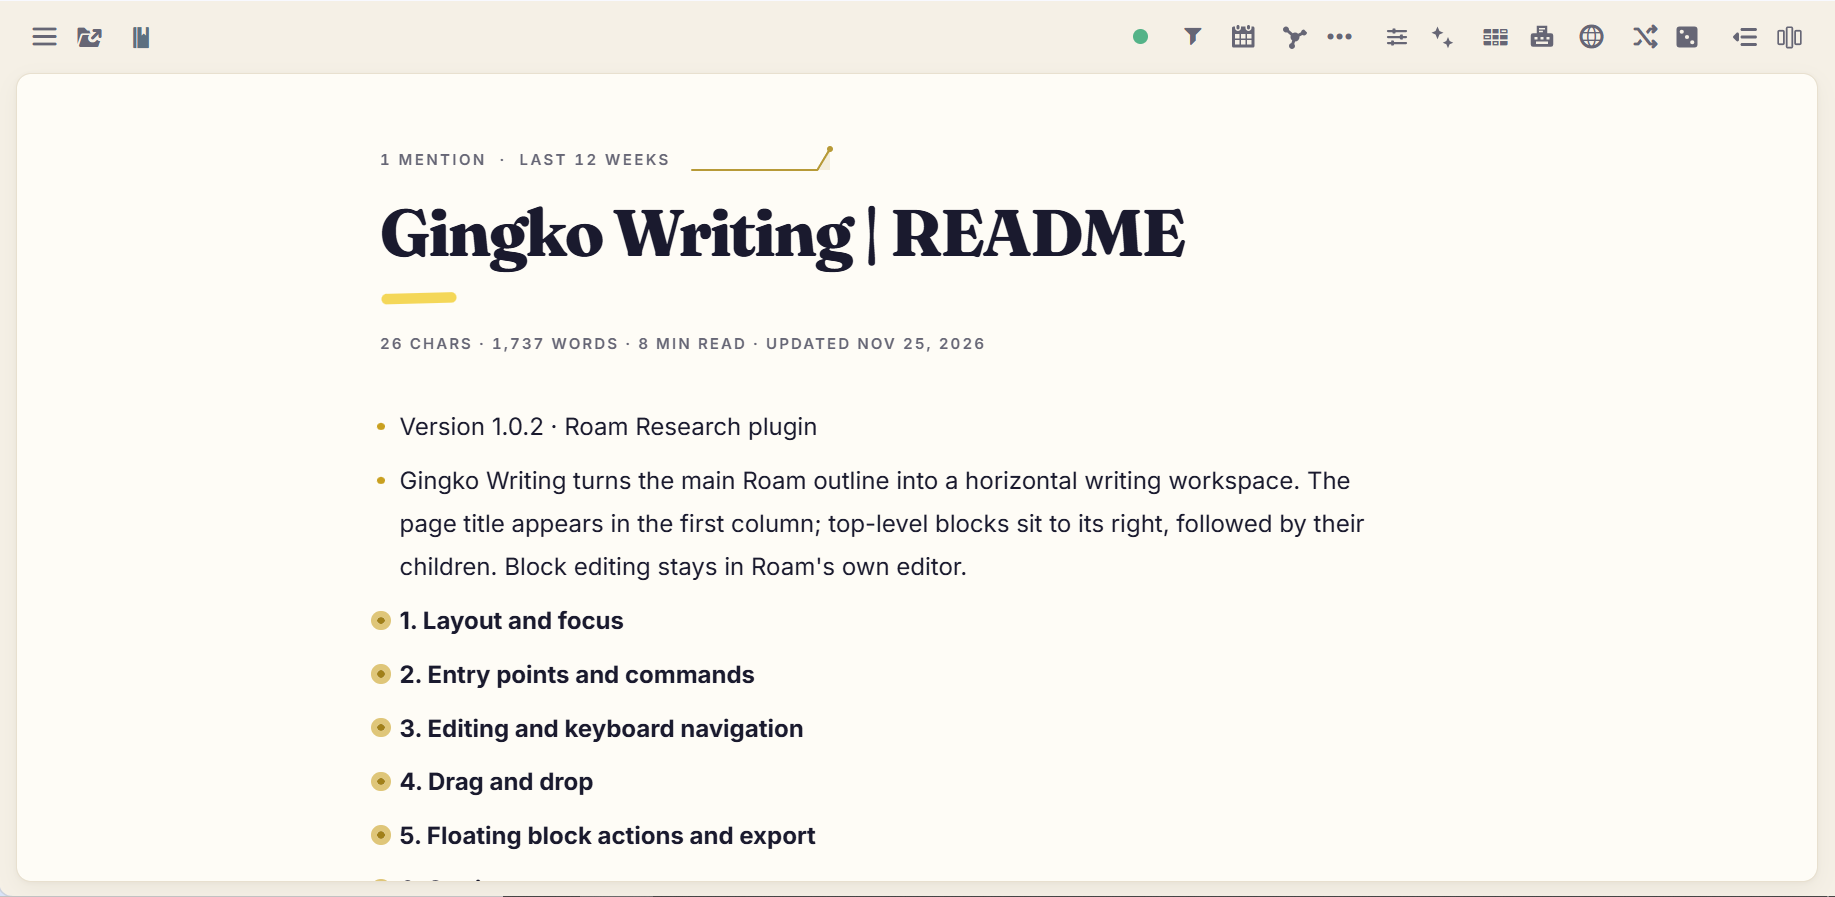 1 MENTION · LAST 12 WEEKS
Gingko Writing | README
26 CHARS · 1,737 WORDS · 8 MIN READ · UPDATED NOV 25, 2026
Version 1.0.2 · Roam Research plugin
Gingko Writing turns the main Roam outline into a horizontal writing workspace. The
page title appears in the first column; top-level blocks sit to its right, followed by their
children. Block editing stays in Roam's own editor.
1. Layout and focus
2. Entry points and commands
3. Editing and keyboard navigation
4. Drag and drop
5. Floating block actions and export